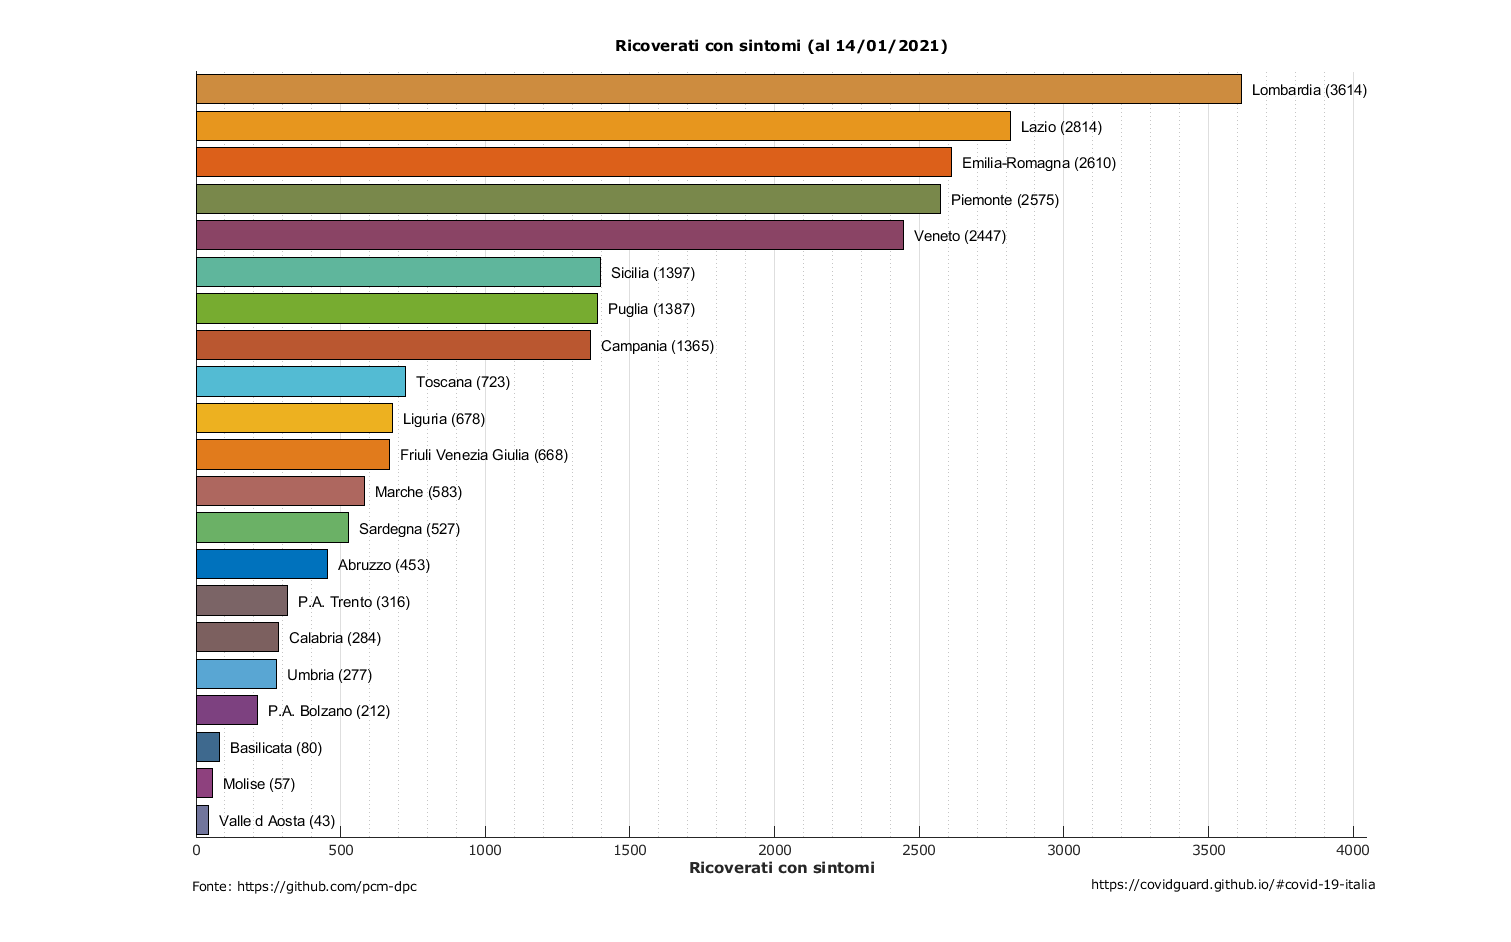 Ricoverati con sintomi (al 14/01/2021)
Lombardia (3614)
Lazio (2814)
Emilia-Romagna (2610)
Piemonte (2575)
Veneto (2447)
Sicilia (1397)
Puglia (1387)
Campania (1365)
Toscana (723)
Liguria (678)
Friuli Venezia Giulia (668)
Marche (583)
Sardegna (527)
Abruzzo (453)
P.A. Trento (316)
Calabria (284)
Umbria (277)
P.A. Bolzano (212)
Basilicata (80)
Molise (57)
Valle d Aosta (43)
0 500 1000 1500 2000 2500 3000 3500 4000
Ricoverati con sintomi
Fonte: https://github.com/pcm-dpc
https://covidguard.github.io/#covid-19-italia